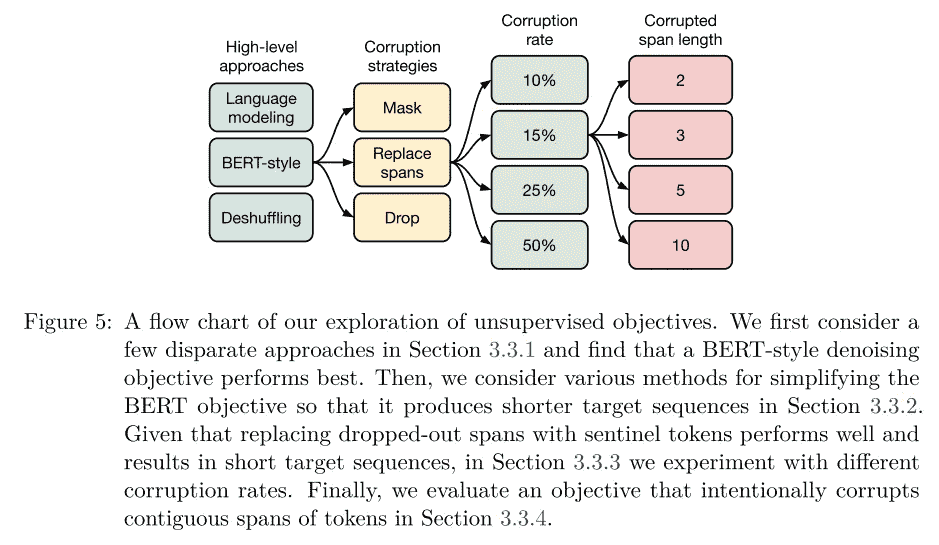 High-level
approaches
Language
modeling
BERT-style
Deshuffling
Corruption
strategies
Mask
Replace
spans
Drop
Corruption
rate
10%
15%
25%
50%
Corrupted
span length
2
3
5
10
Figure 5: A flow chart of our exploration of unsupervised objectives. We first consider a
few disparate approaches in Section 3.3.1 and find that a BERT-style denoising
objective performs best. Then, we consider various methods for simplifying the
BERT objective so that it produces shorter target sequences in Section 3.3.2.
Given that replacing dropped-out spans with sentinel tokens performs well and
results in short target sequences, in Section 3.3.3 we experiment with different
corruption rates. Finally, we evaluate an objective that intentionally corrupts
contiguous spans of tokens in Section 3.3.4.